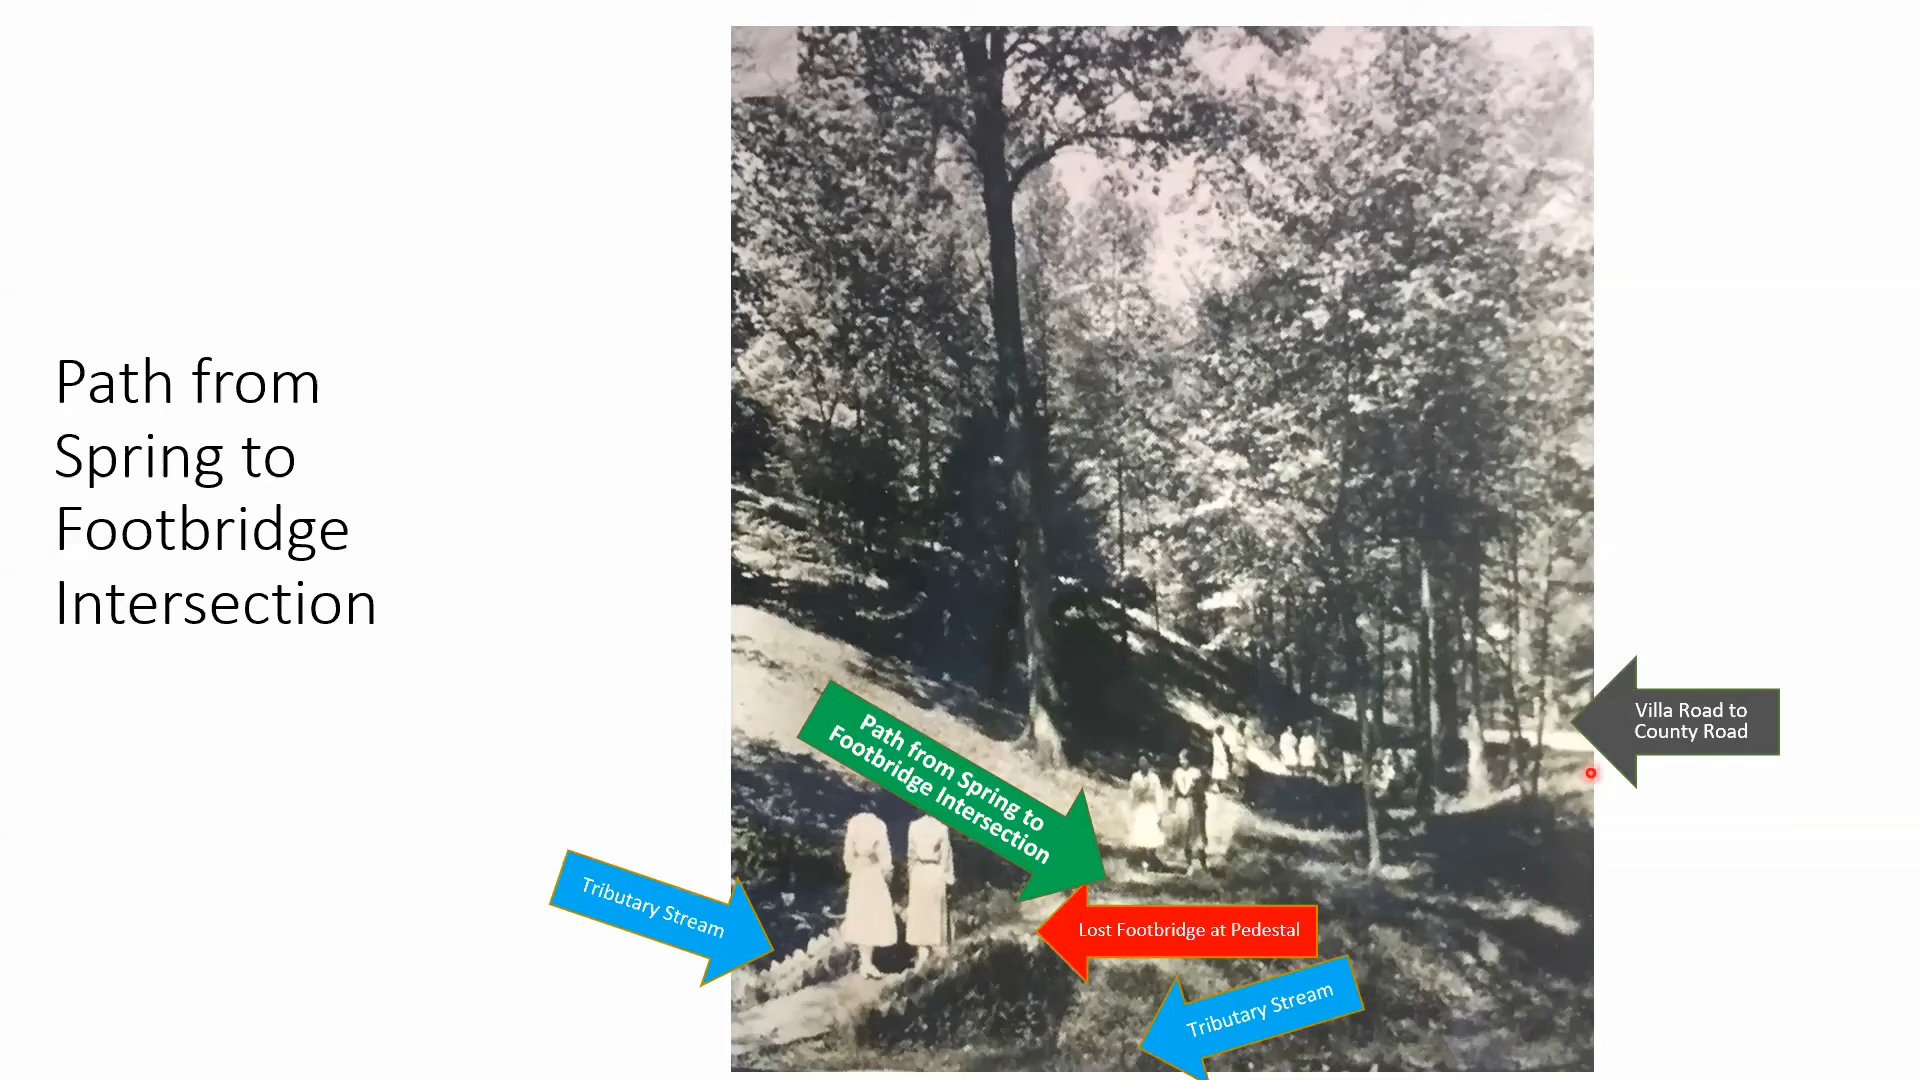 Path from
Spring to
Footbridge
Intersection
Path from Spring to
Footbridge Intersection
Villa Road to
County Road
Tributary Stream
Lost Footbridge at Pedestal
Tributary Stream